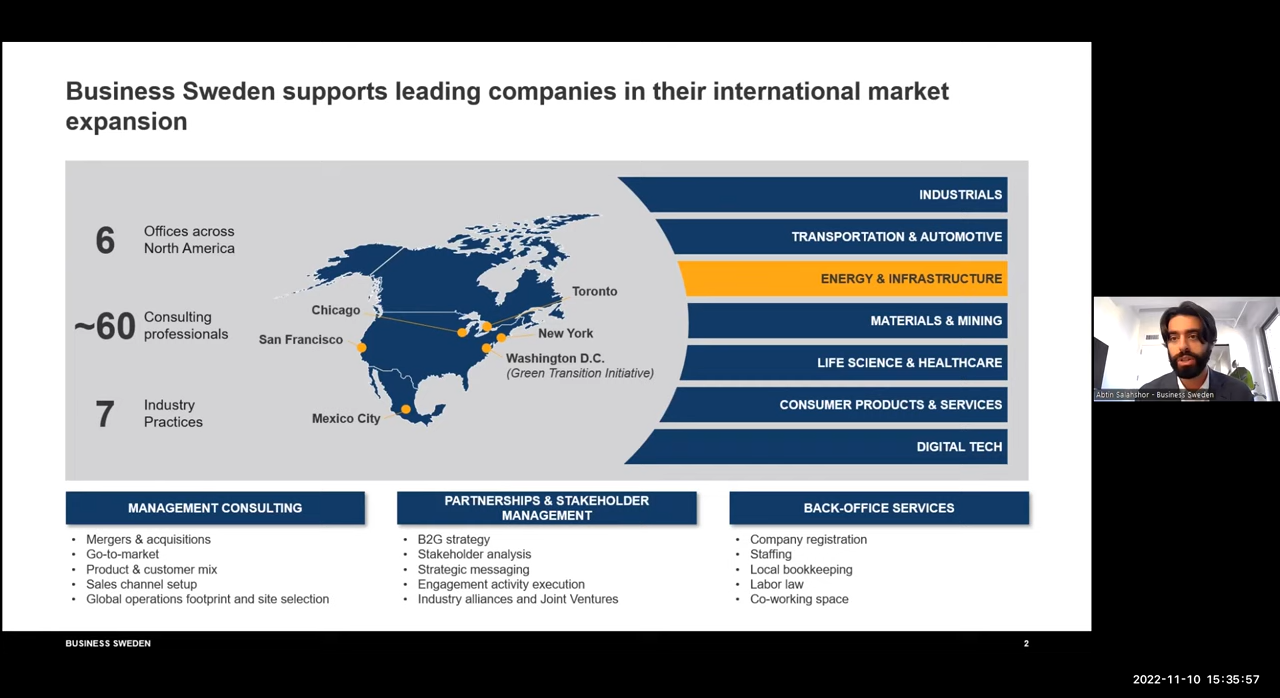 Business Sweden supports leading companies in their international market
expansion
6
Offices across
North America
~60
Consulting
professionals
7
Industry
Practices
Chicago
San Francisco
Mexico City
Toronto
New York
Washington D.C.
(Green Transition Initiative)
INDUSTRIALS
TRANSPORTATION & AUTOMOTIVE
ENERGY & INFRASTRUCTURE
MATERIALS & MINING
LIFE SCIENCE & HEALTHCARE
CONSUMER PRODUCTS & SERVICES
DIGITAL TECH
MANAGEMENT CONSULTING
• Mergers & acquisitions
• Go-to-market
• Product & customer mix
• Sales channel setup
• Global operations footprint and site selection
PARTNERSHIPS & STAKEHOLDER
MANAGEMENT
• B2G strategy
• Stakeholder analysis
• Strategic messaging
• Engagement activity execution
• Industry alliances and Joint Ventures
BACK-OFFICE SERVICES
• Company registration
• Staffing
• Local bookkeeping
• Labor law
• Co-working space
BUSINESS SWEDEN
2
Abtin Salahshor - Business Sweden
2022-11-10 15:35:57